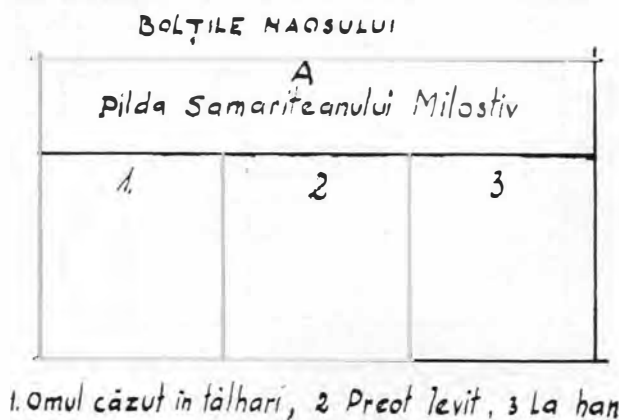 BOLȚILE NAOSULUI
A
Pilda Samariteanului Milostiv
1. 2 3
1. Omul căzut în tâlhari, 2 Preot levit, 3 La han